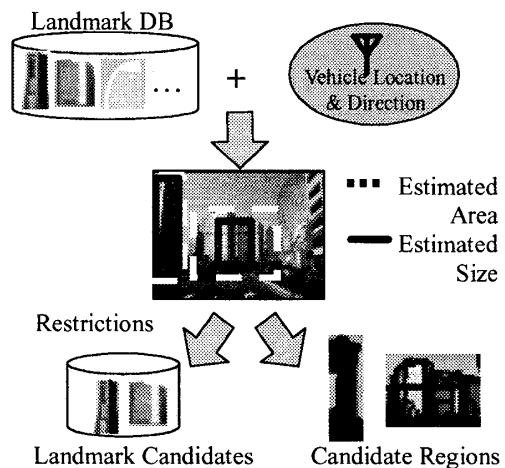 Landmark DB
...
+
Vehicle Location
& Direction
Estimated
Area
Estimated
Size
Restrictions
Landmark Candidates
Candidate Regions